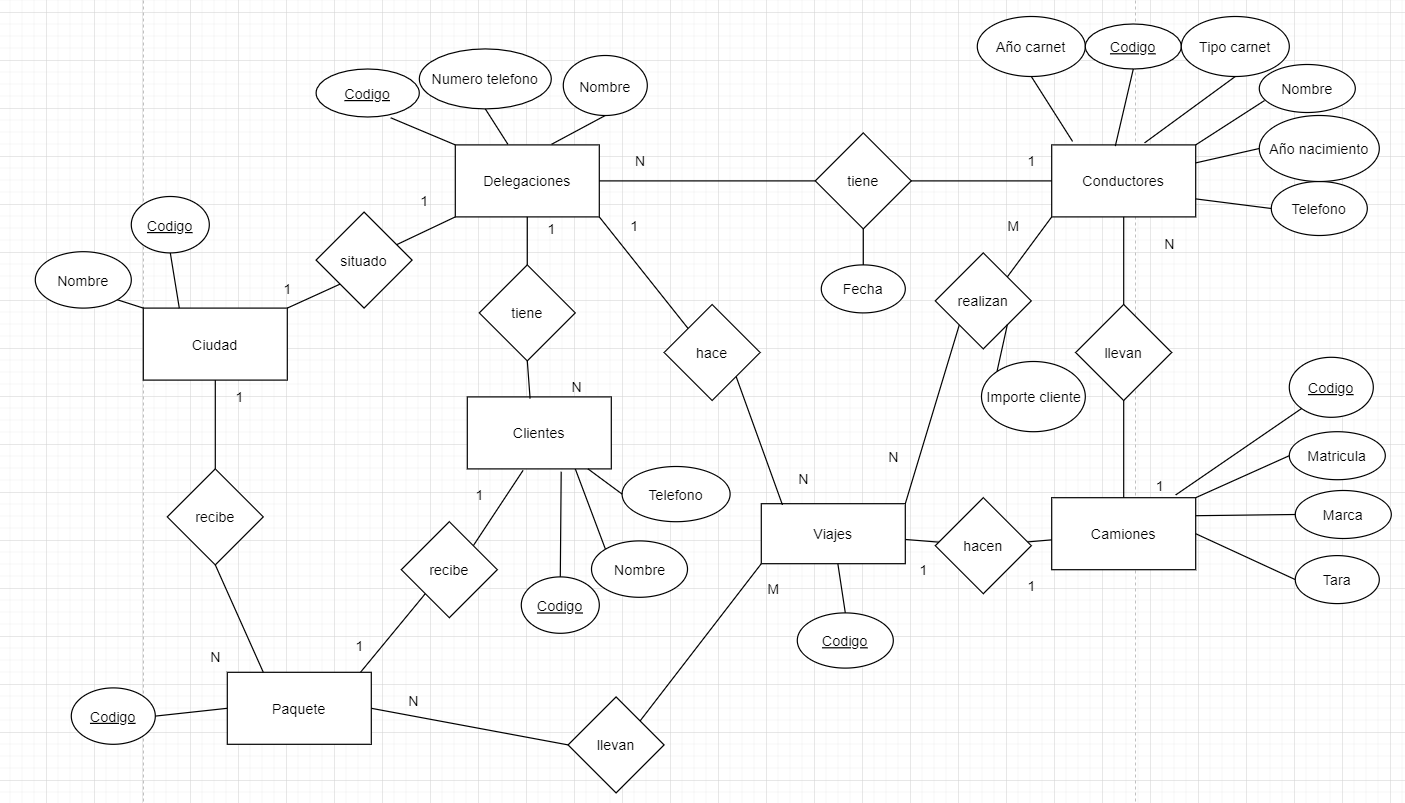 Año carnet
Codigo
Tipo carnet
Codigo
Numero telefono
Nombre
Nombre
Año nacimiento
N
1
Delegaciones
tiene
Conductores
1
Telefono
Codigo
1
1
M
N
situado
Nombre
1
Fecha
realizan
tiene
Ciudad
hace
llevan
N
1
Importe cliente
Codigo
Clientes
N
Matricula
1
N
1
Telefono
Marca
recibe
Viajes
hacen
Camiones
recibe
Nombre
1
1
Tara
M
Codigo
Codigo
1
N
N
Codigo
Paquete
llevan